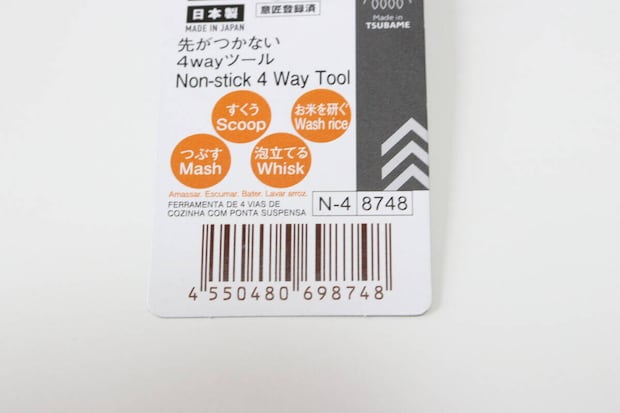 日本製
MADE IN JAPAN
意匠登録済
0000
Made in
TSUBAME
先がつかない
4wayツール
Non-stick 4 Way Tool
すくう
Scoop
お米を研ぐ
Wash rice
つぶす
Mash
泡立てる
Whisk
Amassar. Escumar. Bater. Lavar arroz.
FERRAMENTA DE 4 VIAS DE
COZINHA COM PONTA SUSPENSA
N-4 8748
4 550480 698748